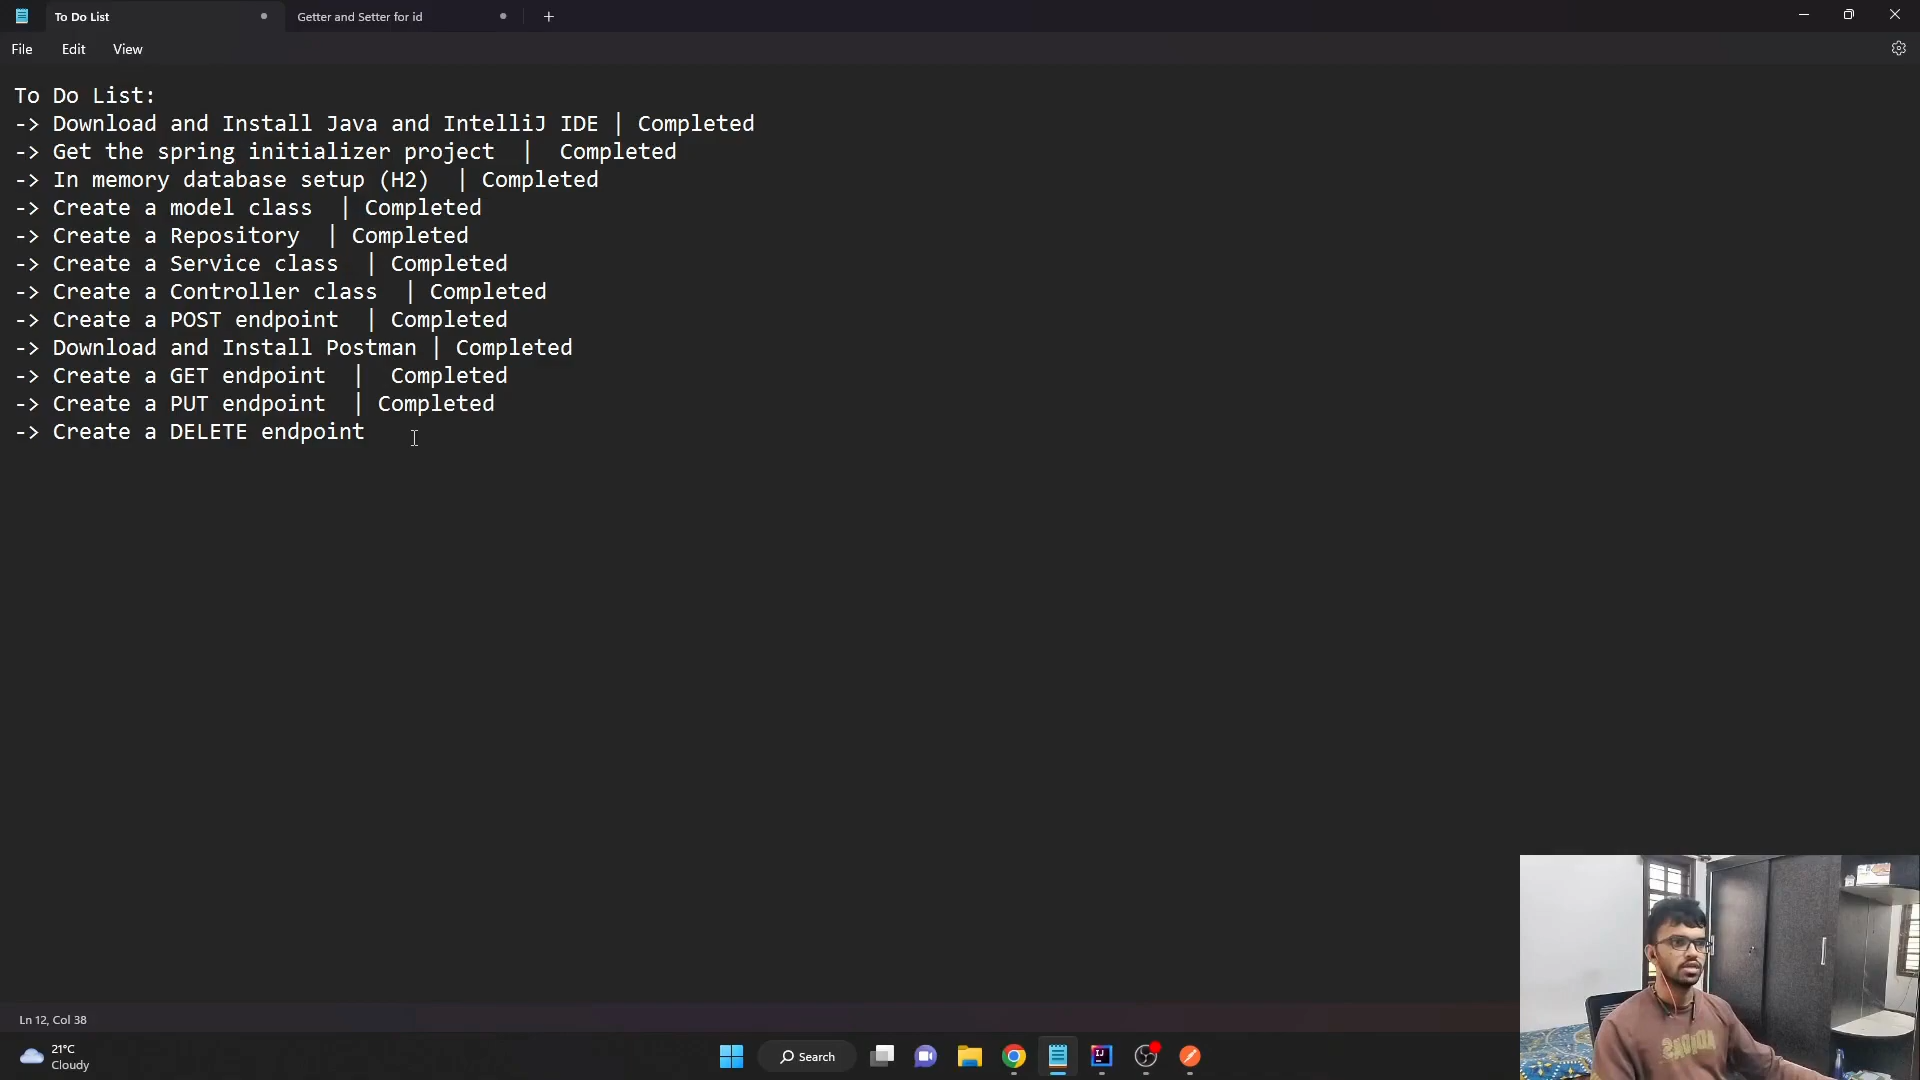 To Do List
Getter and Setter for id
File
Edit
View
To Do List:
-> Download and Install Java and IntelliJ IDE | Completed
-> Get the spring initializer project  |  Completed
-> In memory database setup (H2)  | Completed
-> Create a model class  | Completed
-> Create a Repository  | Completed
-> Create a Service class  | Completed
-> Create a Controller class  | Completed
-> Create a POST endpoint  | Completed
-> Download and Install Postman | Completed
-> Create a GET endpoint  |  Completed
-> Create a PUT endpoint  | Completed
-> Create a DELETE endpoint
Ln 12, Col 38
21°C
Cloudy
Search